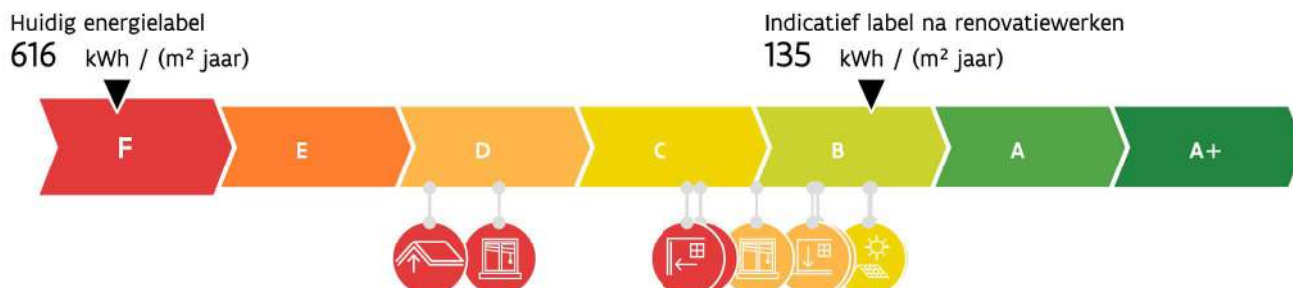 Huidig energielabel
616 kWh / (m² jaar)
Indicatief label na renovatiewerken
135 kWh / (m² jaar)
F E D C B A A+